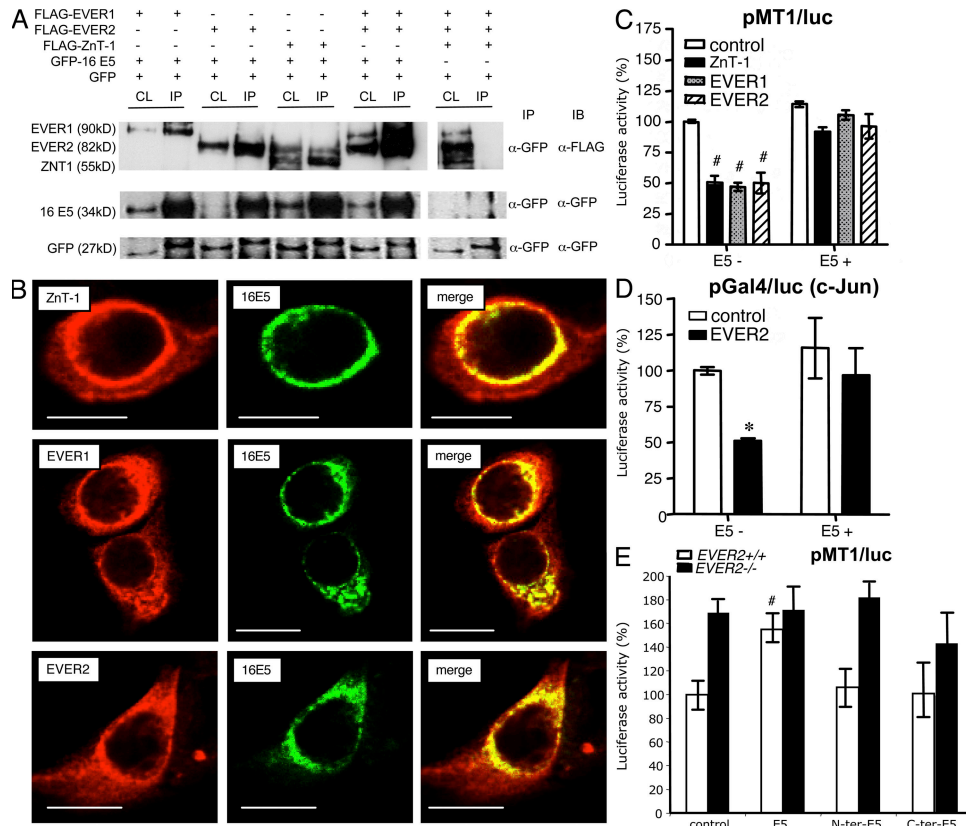 A
FLAG-EVER1 + + - - - - + + + +
FLAG-EVER2 - - + + - - + + + +
FLAG-ZnT-1 - - - - + + - - + +
GFP-16 E5 + + + + + + + + - -
GFP + + + + + + + + + +
CL IP CL IP CL IP CL IP CL IP
IP IB
EVER1 (90kD)
EVER2 (82kD) α-GFP α-FLAG
ZNT1 (55kD)
16 E5 (34kD) α-GFP α-GFP
GFP (27kD) α-GFP α-GFP
B
ZnT-1 16E5 merge
EVER1 16E5 merge
EVER2 16E5 merge
C
pMT1/luc
Luciferase activity (%)
175
150
125
100
75
50
25
0
control
ZnT-1
EVER1
EVER2
# # #
E5 - E5 +
D
pGal4/luc (c-Jun)
Luciferase activity (%)
150
125
100
75
50
25
0
control
EVER2
*
E5 - E5 +
E
pMT1/luc
EVER2+/+
EVER2-/-
Luciferase activity (%)
200
180
160
140
120
100
80
60
40
20
0
#
control E5 N-ter-E5 C-ter-E5